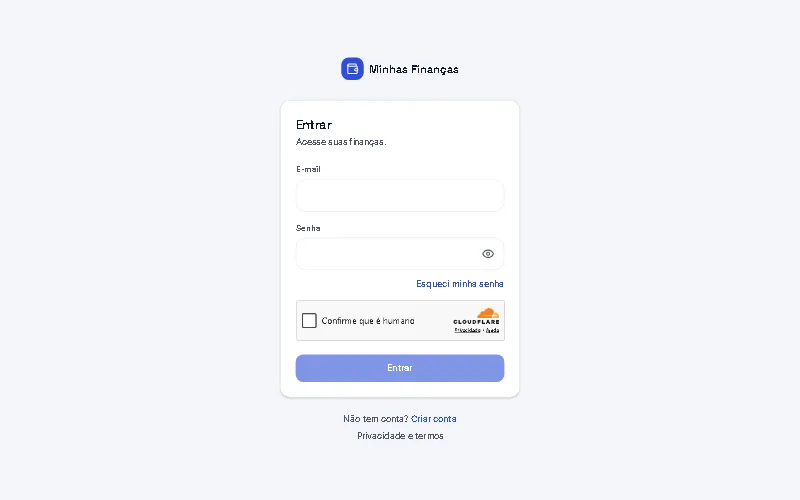 Minhas Finanças
Entrar
Acesse suas finanças.
E-mail
Senha
Esqueci minha senha
Confirme que é humano
CLOUDFLARE
Privacidade • Ajuda
Entrar
Não tem conta? Criar conta
Privacidade e termos